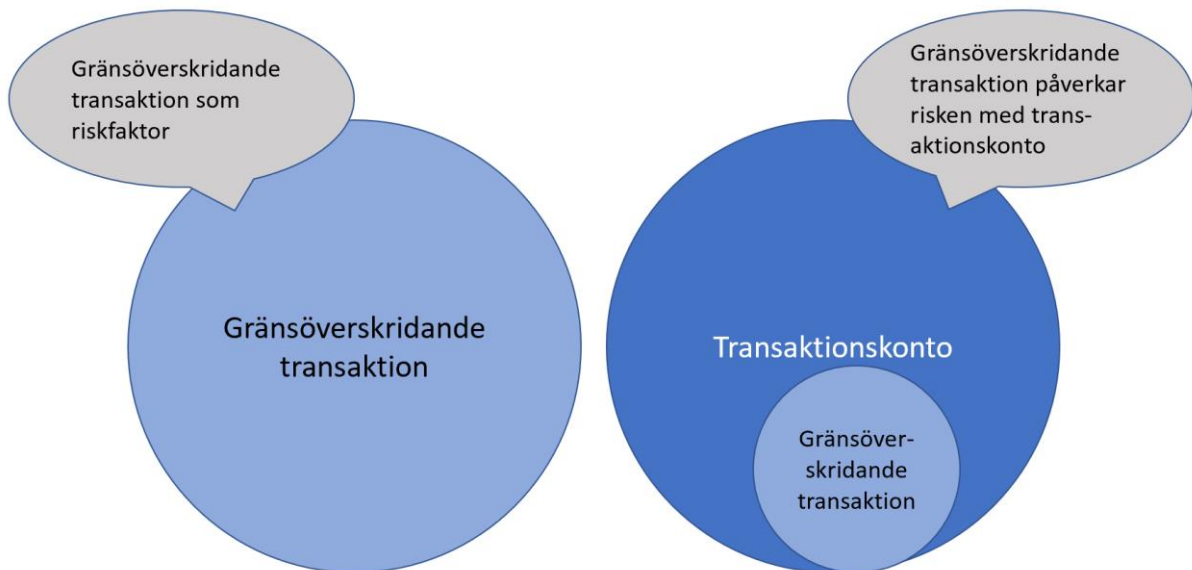 Gränsöverskridande
transaktion som
riskfaktor
Gränsöverskridande
transaktion påverkar
risken med trans-
aktionskonto
Gränsöverskridande
transaktion
Transaktionskonto
Gränsöver-
skridande
transaktion